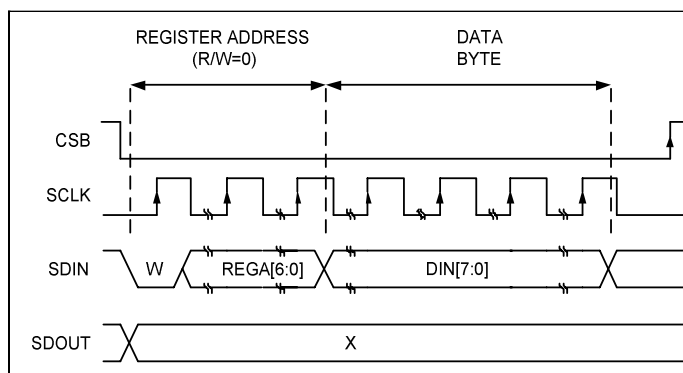 REGISTER ADDRESS
(R/W=0)
DATA
BYTE
CSB
SCLK
SDIN
W
REGA[6:0]
DIN[7:0]
SDOUT
X